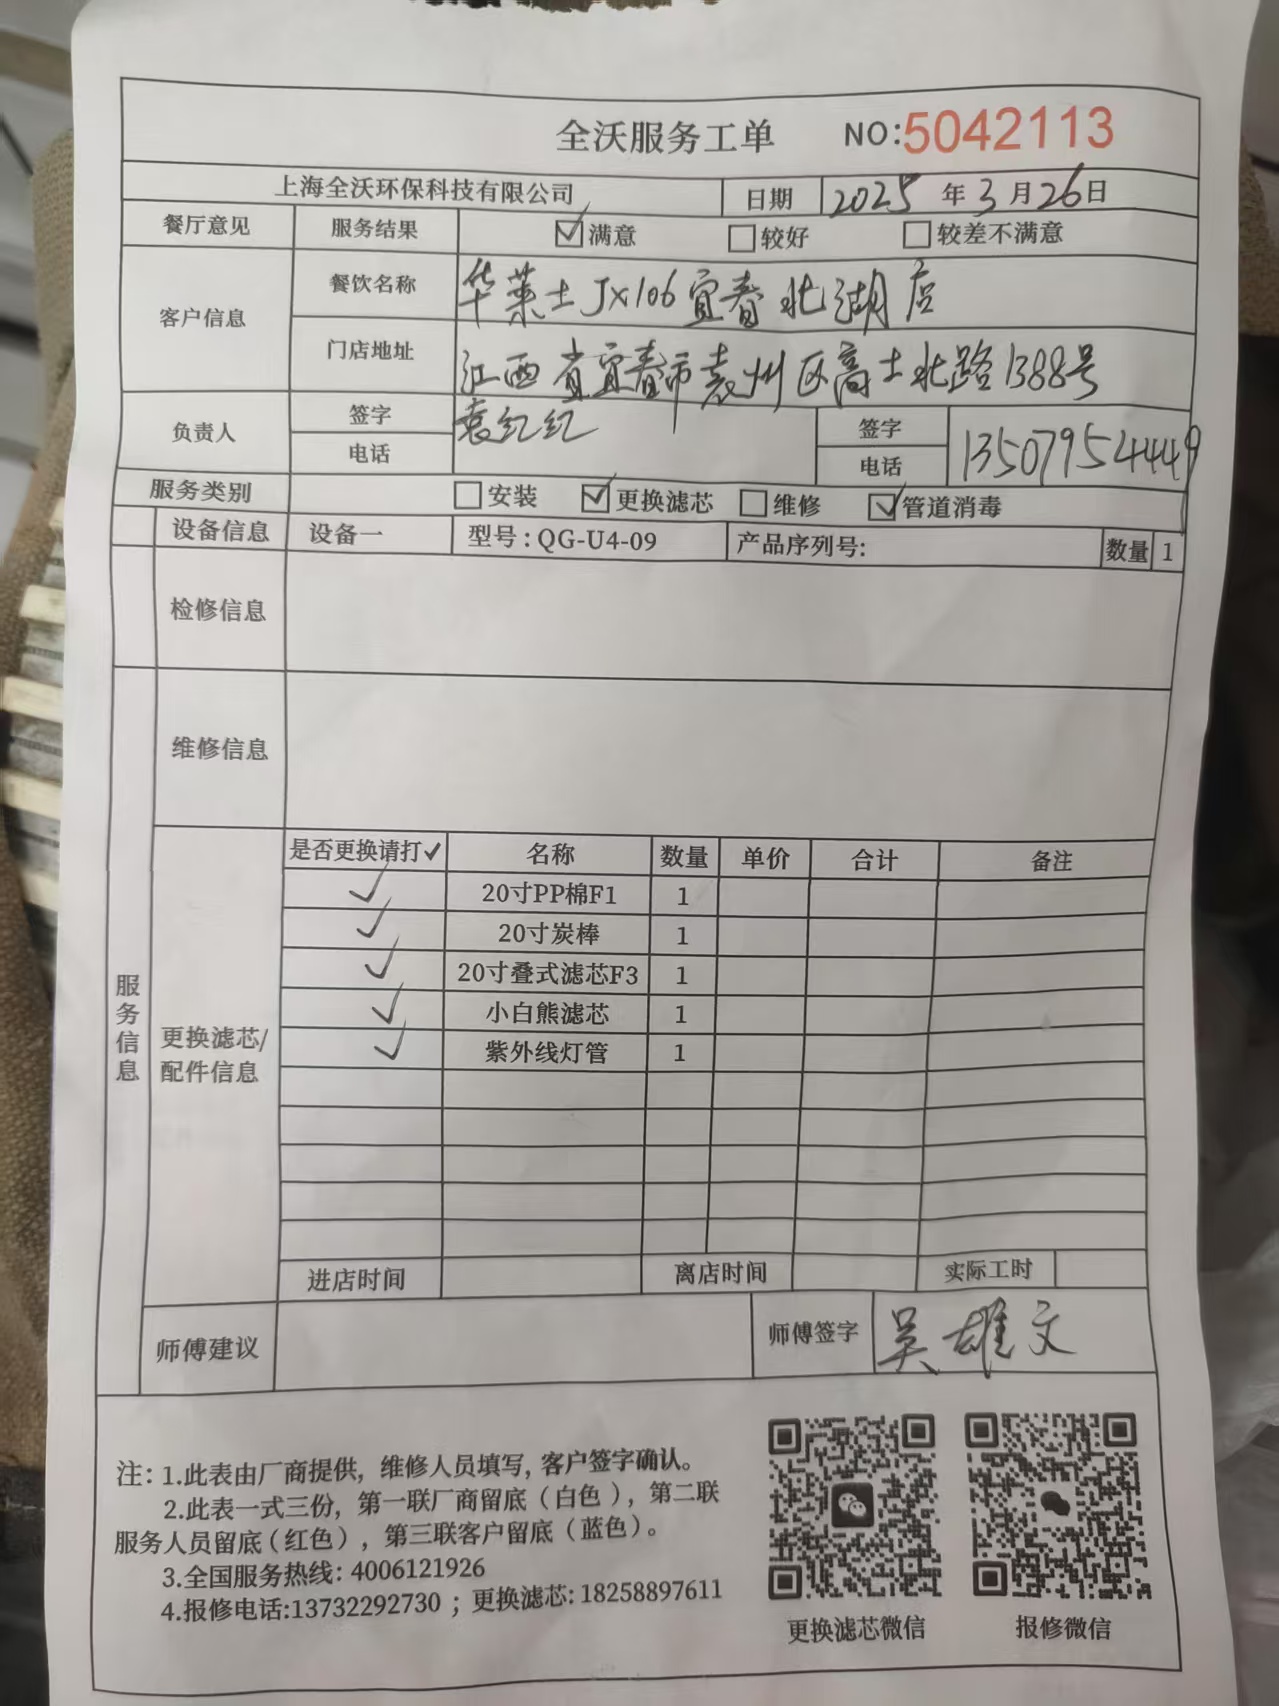 全沃服务工单 NO:5042113
上海全沃环保科技有限公司 日期 2025年3月26日
餐厅意见 服务结果 ☑满意 □较好 □较差不满意
客户信息 餐饮名称 华莱士JX106宜春北湖店
门店地址 江西省宜春市袁州区高士北路1388号
负责人 签字 袁红红 签字
电话 电话 13507954449
服务类别 □安装 ☑更换滤芯 □维修 ☑管道消毒
设备信息 设备一 型号:QG-U4-09 产品序列号: 数量 1
检修信息
维修信息
服务信息
更换滤芯/配件信息
是否更换请打✓ 名称 数量 单价 合计 备注
✓ 20寸PP棉F1 1
✓ 20寸炭棒 1
✓ 20寸叠式滤芯F3 1
✓ 小白熊滤芯 1
✓ 紫外线灯管 1
进店时间 离店时间 实际工时
师傅建议 师傅签字 吴雄文
注: 1.此表由厂商提供, 维修人员填写, 客户签字确认。
2.此表一式三份, 第一联厂商留底(白色), 第二联
服务人员留底(红色), 第三联客户留底(蓝色)。
3.全国服务热线: 4006121926
4.报修电话:13732292730 ; 更换滤芯: 18258897611
更换滤芯微信 报修微信